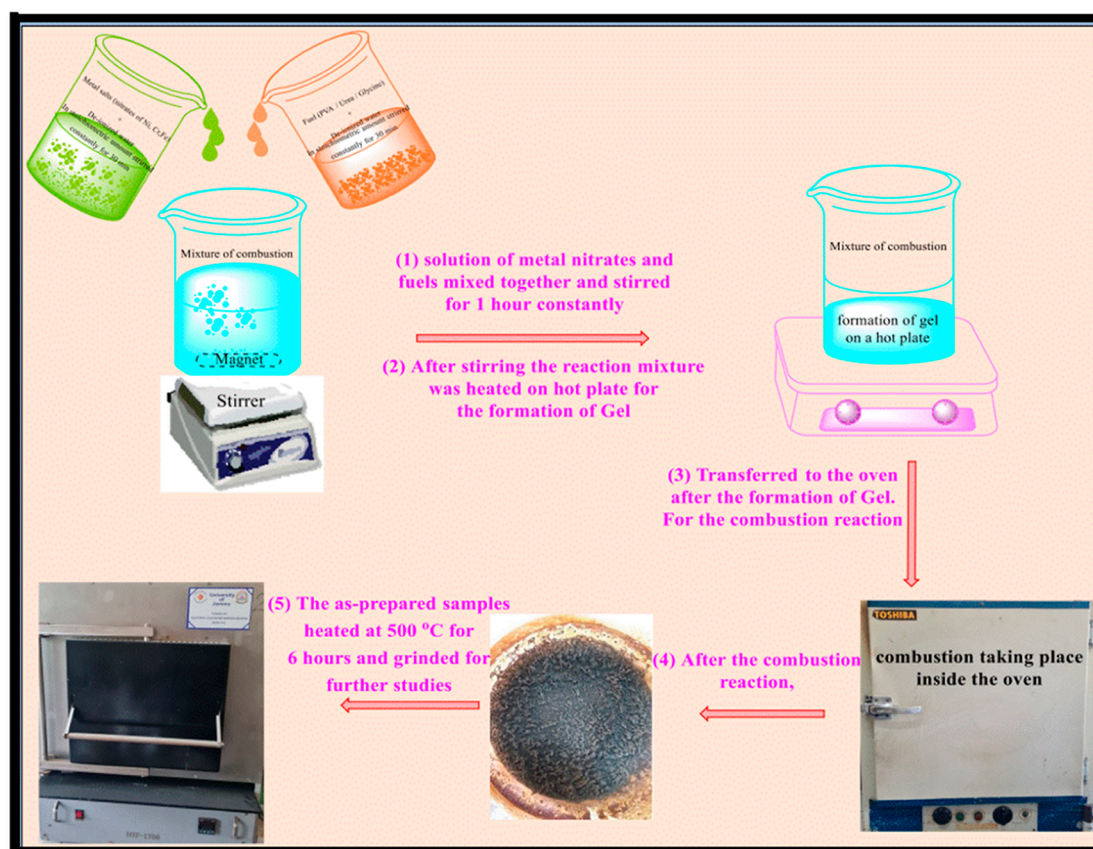 Metal salts (nitrates of Ni, Cr,Fe)
+
De-ionized water
In stoichiometric amount stirred
constantly for 30 min
Fuel (PVA / Urea / Glycine)
+
De-ionized water
In stoichiometric amount stirred
constantly for 30 min
Mixture of combustion
Magnet
Stirrer
(1) solution of metal nitrates and
fuels mixed together and stirred
for 1 hour constantly
(2) After stirring the reaction mixture
was heated on hot plate for
the formation of Gel
Mixture of combustion
formation of gel
on a hot plate
(3) Transferred to the oven
after the formation of Gel.
For the combustion reaction
TOSHIBA
combustion taking place
inside the oven
(4) After the combustion
reaction,
(5) The as-prepared samples
heated at 500 °C for
6 hours and grinded for
further studies
University
of
Jammu